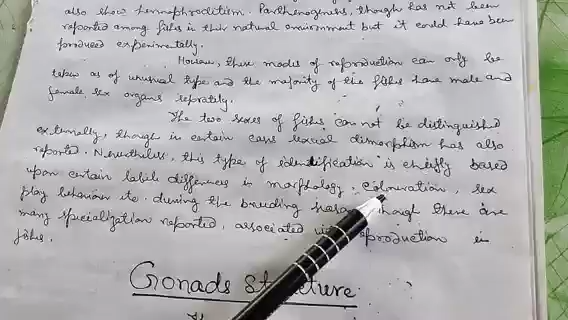 also show hermaphroditism. Parthenogenesis, though has not been
reported among fishes in their natural environment but it could have been
produced experimentally.
However, these modes of reproduction can only be
taken as of unusual type and the majority of the fishes have male and
female sex organs separately.
The two sexes of fishes can not be distinguished
externally, though in certain cases sexual dimorphism has also
reported. Nevertheless, this type of identification is chiefly based
upon certain labile differences in morphology, colouration, sex
play behaviour etc. during the breeding though there are
many specialization reported, associated reproduction in
fishes.
Gonads structure